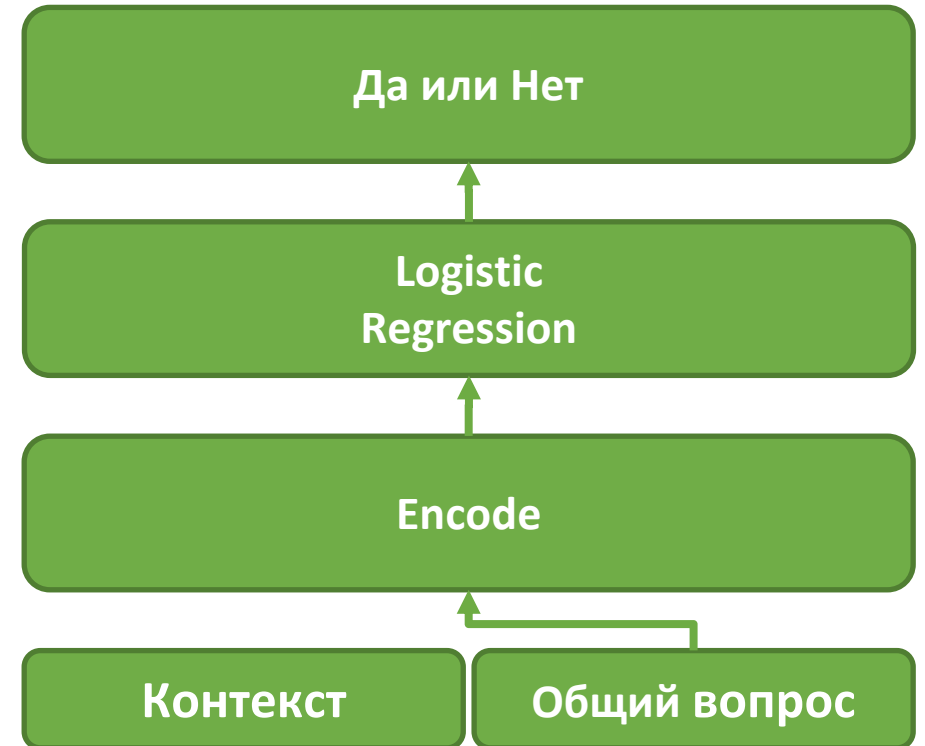 Да или Нет
Logistic
Regression
Encode
Контекст
Общий вопрос